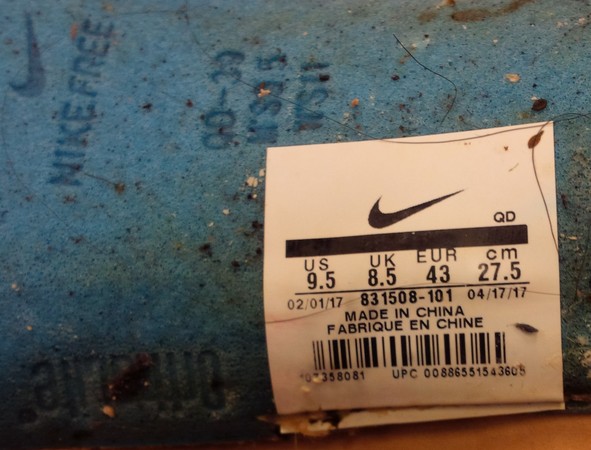 NIKE FREE
QD
US UK EUR cm
9.5 8.5 43 27.5
02/01/17 831508-101 04/17/17
MADE IN CHINA
FABRIQUE EN CHINE
UPC
Ortholite